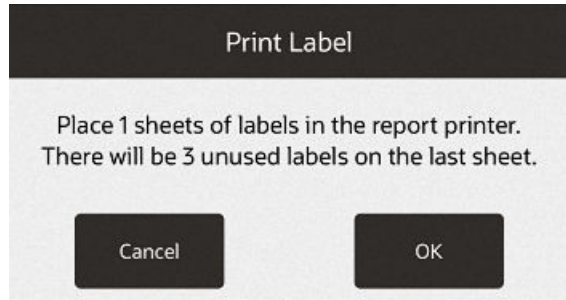 Print Label
Place 1 sheets of labels in the report printer.
There will be 3 unused labels on the last sheet.
Cancel
OK